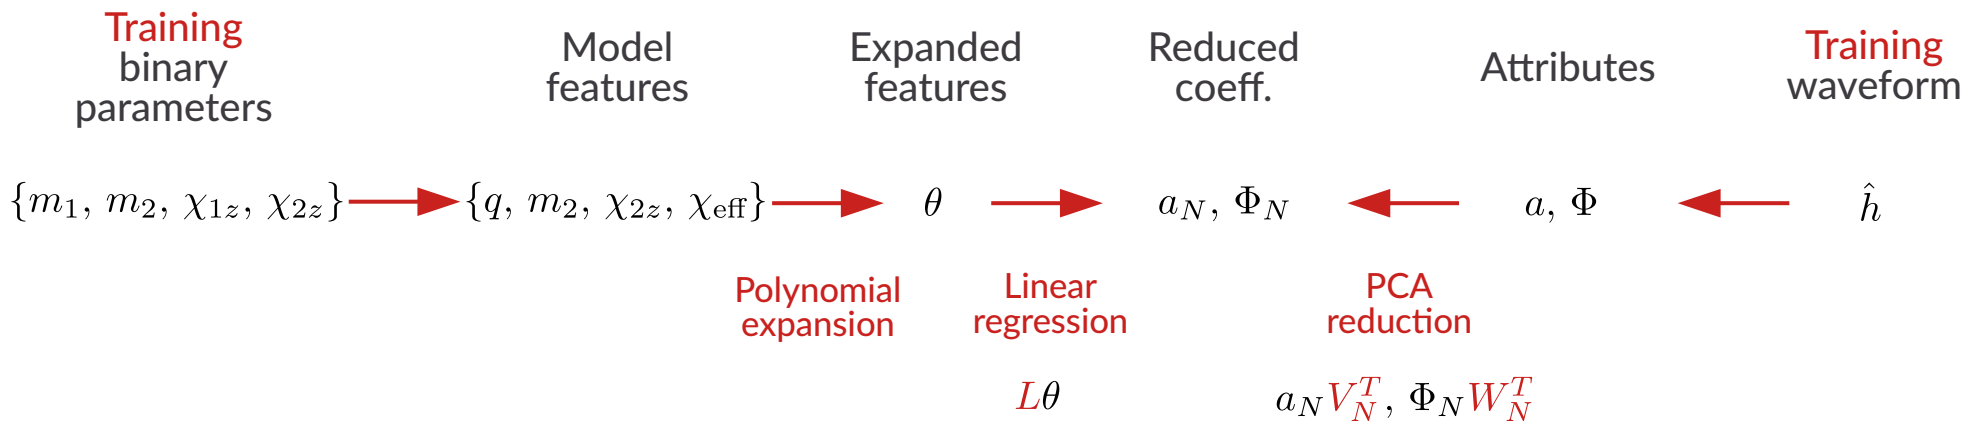 Training
binary
parameters
Model
features
Expanded
features
Reduced
coeff.
Attributes
Training
waveform
{m₁, m₂, χ₁z, χ₂z}
{q, m₂, χ₂z, χeff}
θ
a_N, Φ_N
a, Φ
ĥ
Polynomial
expansion
Linear
regression
PCA
reduction
Lθ
a_N V_N^T, Φ_N W_N^T